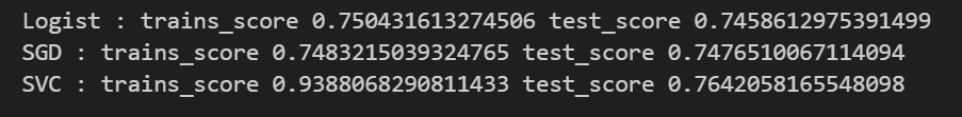 Logist : trains_score 0.750431613274506 test_score 0.7458612975391499
SGD : trains_score 0.7483215039324765 test_score 0.7476510067114094
SVC : trains_score 0.9388068290811433 test_score 0.7642058165548098